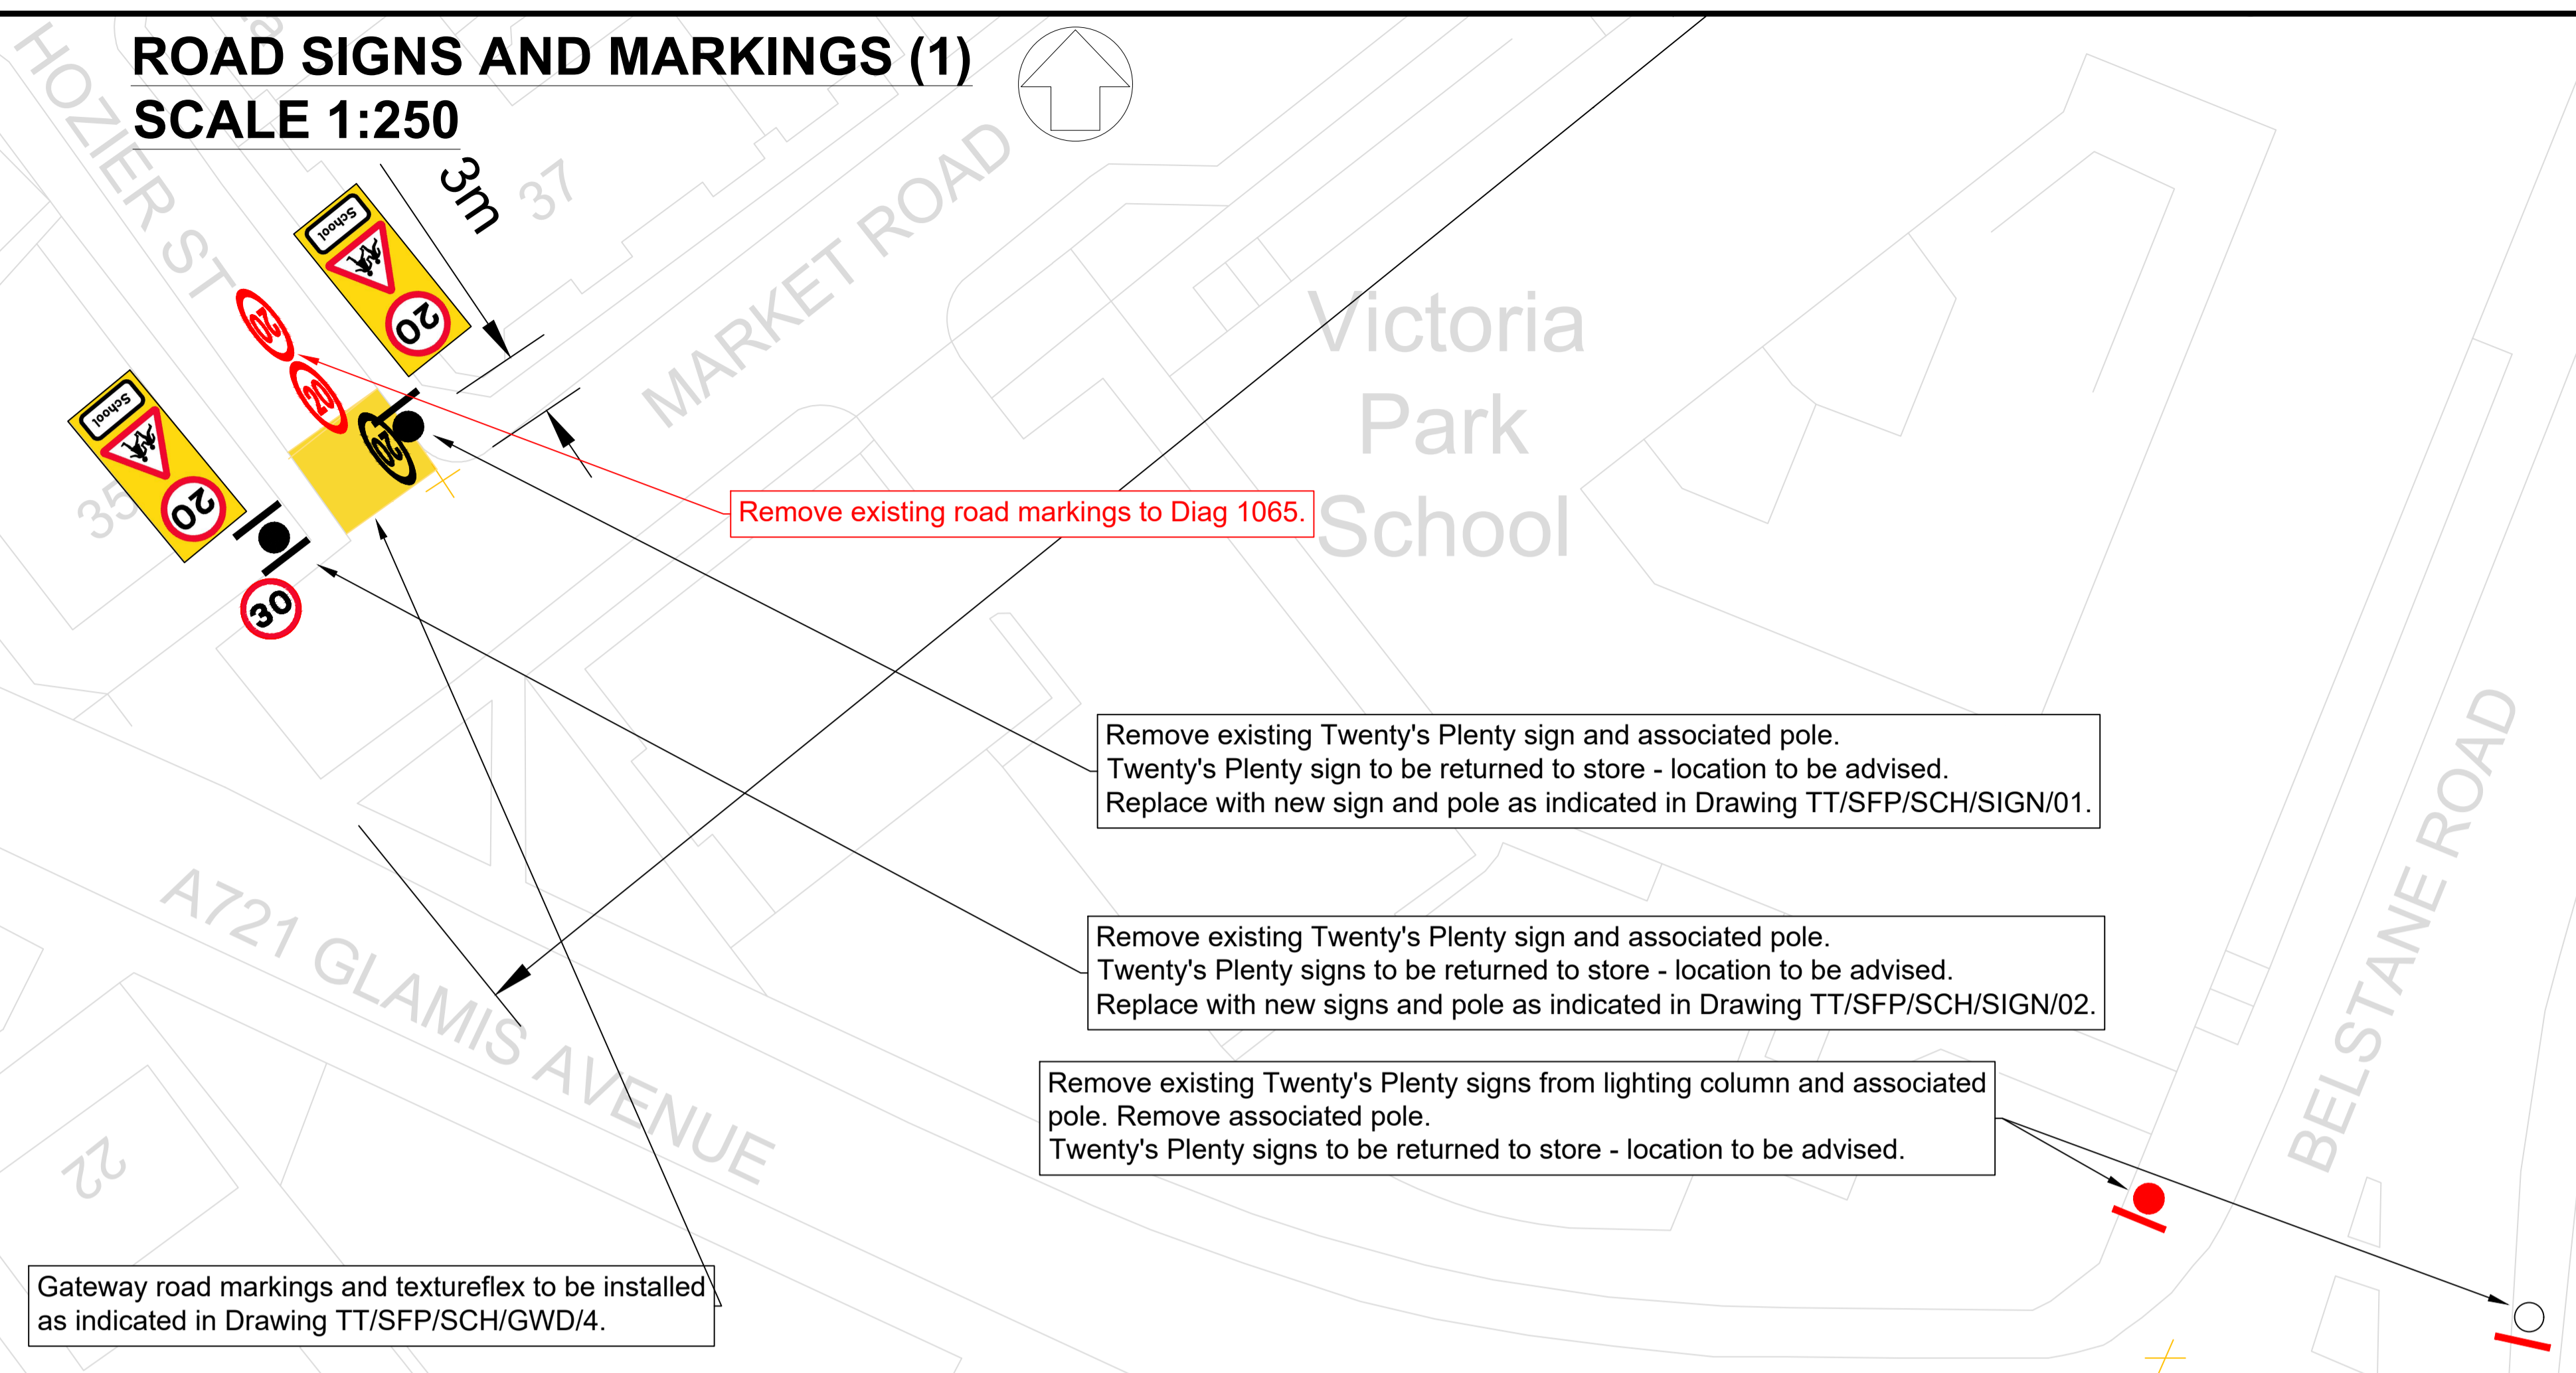 ROAD SIGNS AND MARKINGS (1)
SCALE 1:250
HOZIER ST
3m
37
MARKET ROAD
School
20
School
20
20
20
20
35
30
Victoria
Park
School
Remove existing road markings to Diag 1065.
Remove existing Twenty's Plenty sign and associated pole.
Twenty's Plenty sign to be returned to store - location to be advised.
Replace with new sign and pole as indicated in Drawing TT/SFP/SCH/SIGN/01.
Remove existing Twenty's Plenty sign and associated pole.
Twenty's Plenty signs to be returned to store - location to be advised.
Replace with new signs and pole as indicated in Drawing TT/SFP/SCH/SIGN/02.
Remove existing Twenty's Plenty signs from lighting column and associated
pole. Remove associated pole.
Twenty's Plenty signs to be returned to store - location to be advised.
BELSTANE ROAD
A721 GLAMIS AVENUE
22
Gateway road markings and textureflex to be installed
as indicated in Drawing TT/SFP/SCH/GWD/4.